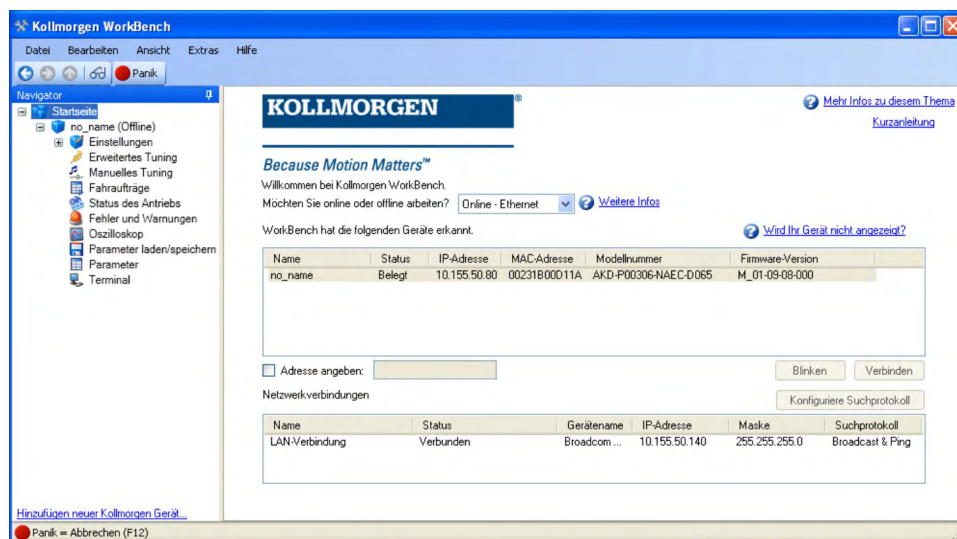 Kollmorgen WorkBench
Datei Bearbeiten Ansicht Extras Hilfe
Panik
Navigator
Startseite
no_name (Offline)
Einstellungen
Erweitertes Tuning
Manuelles Tuning
Fahraufträge
Status des Antriebs
Fehler und Warnungen
Oszilloskop
Parameter laden/speichern
Parameter
Terminal
Hinzufügen neuer Kollmorgen Gerät...
KOLLMORGEN®
Because Motion Matters™
Mehr Infos zu diesem Thema
Kurzanleitung
Willkommen bei Kollmorgen WorkBench.
Möchten Sie online oder offline arbeiten? Online - Ethernet Weitere Infos
WorkBench hat die folgenden Geräte erkannt. Wird Ihr Gerät nicht angezeigt?
Name Status IP-Adresse MAC-Adresse Modellnummer Firmware-Version
no_name Belegt 10.155.50.80 00231B00D11A AKD-P00306-NAEC-D065 M_01-09-08-000
Adresse angeben: Blinken Verbinden
Netzwerkverbindungen Konfiguriere Suchprotokoll
Name Status Gerätename IP-Adresse Maske Suchprotokoll
LAN-Verbindung Verbunden Broadcom ... 10.155.50.140 255.255.255.0 Broadcast & Ping
Panik = Abbrechen (F12)